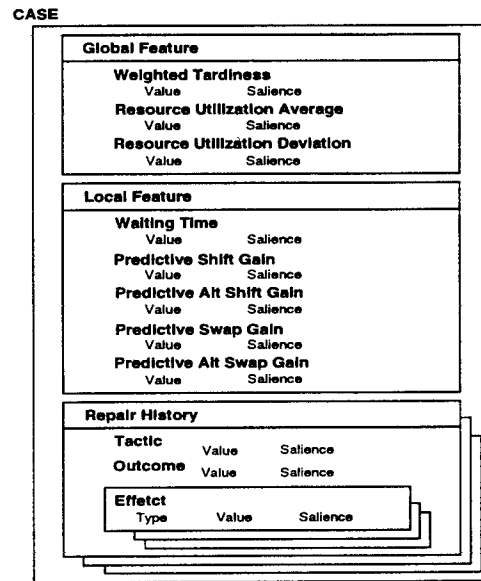 CASE
Global Feature
Weighted Tardiness
Value Salience
Resource Utilization Average
Value Salience
Resource Utilization Deviation
Value Salience
Local Feature
Waiting Time
Value Salience
Predictive Shift Gain
Value Salience
Predictive Alt Shift Gain
Value Salience
Predictive Swap Gain
Value Salience
Predictive Alt Swap Gain
Value Salience
Repair History
Tactic Value Salience
Outcome Value Salience
Effetct
Type Value Salience